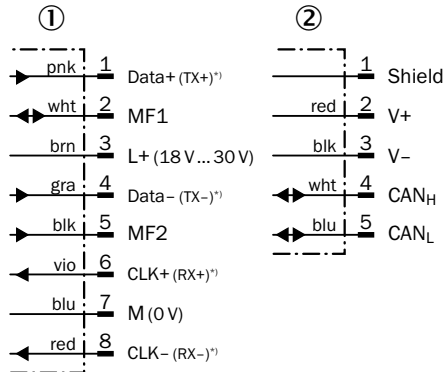 ① ②
pnk 1 Data+ (TX+)*)
wht 2 MF1
brn 3 L+ (18 V ... 30 V)
gra 4 Data– (TX–)*)
blk 5 MF2
vio 6 CLK+ (RX+)*)
blu 7 M (0 V)
red 8 CLK– (RX–)*)
1 Shield
red 2 V+
blk 3 V–
wht 4 CANH
blu 5 CANL